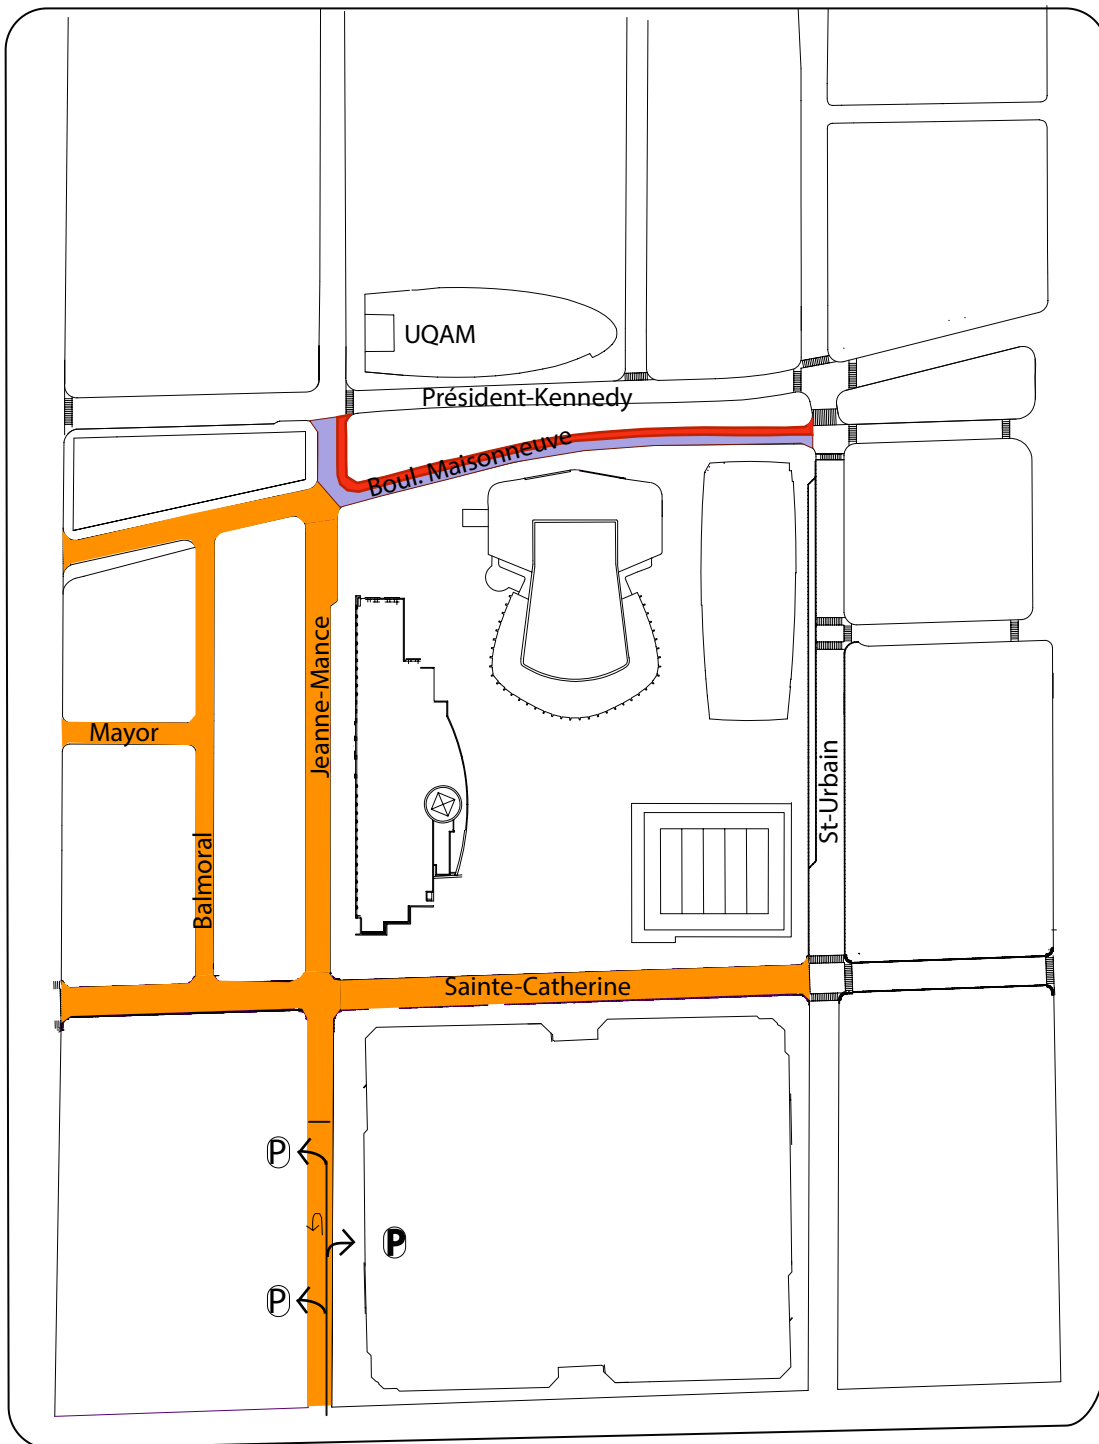 UQAM
Président-Kennedy
Boul. Maisonneuve
Jeanne-Mance
Mayor
St-Urbain
Balmoral
Sainte-Catherine
P
P
P